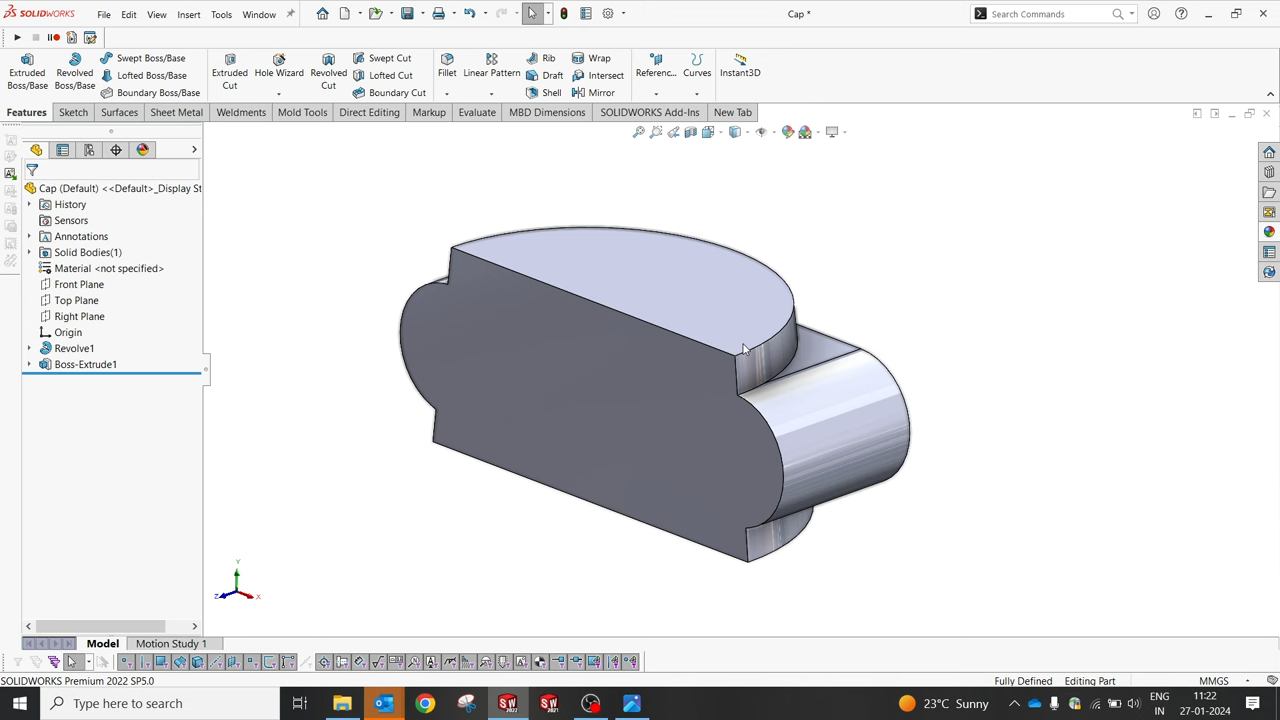 SOLIDWORKS File Edit View Insert Tools Window Cap * Search Commands
Swept Boss/Base Swept Cut Rib Wrap
Extruded Boss/Base Revolved Boss/Base Lofted Boss/Base Extruded Cut Hole Wizard Revolved Cut Lofted Cut Fillet Linear Pattern Draft Intersect Referenc... Curves Instant3D
Boundary Boss/Base Boundary Cut Shell Mirror
Features Sketch Surfaces Sheet Metal Weldments Mold Tools Direct Editing Markup Evaluate MBD Dimensions SOLIDWORKS Add-Ins New Tab
Cap (Default) <<Default>_Display St
History
Sensors
Annotations
Solid Bodies(1)
Material <not specified>
Front Plane
Top Plane
Right Plane
Origin
Revolve1
Boss-Extrude1
Y
Z X
Model Motion Study 1
SOLIDWORKS Premium 2022 SP5.0 Fully Defined Editing Part MMGS
Type here to search 23°C Sunny ENG IN 11:22 27-01-2024